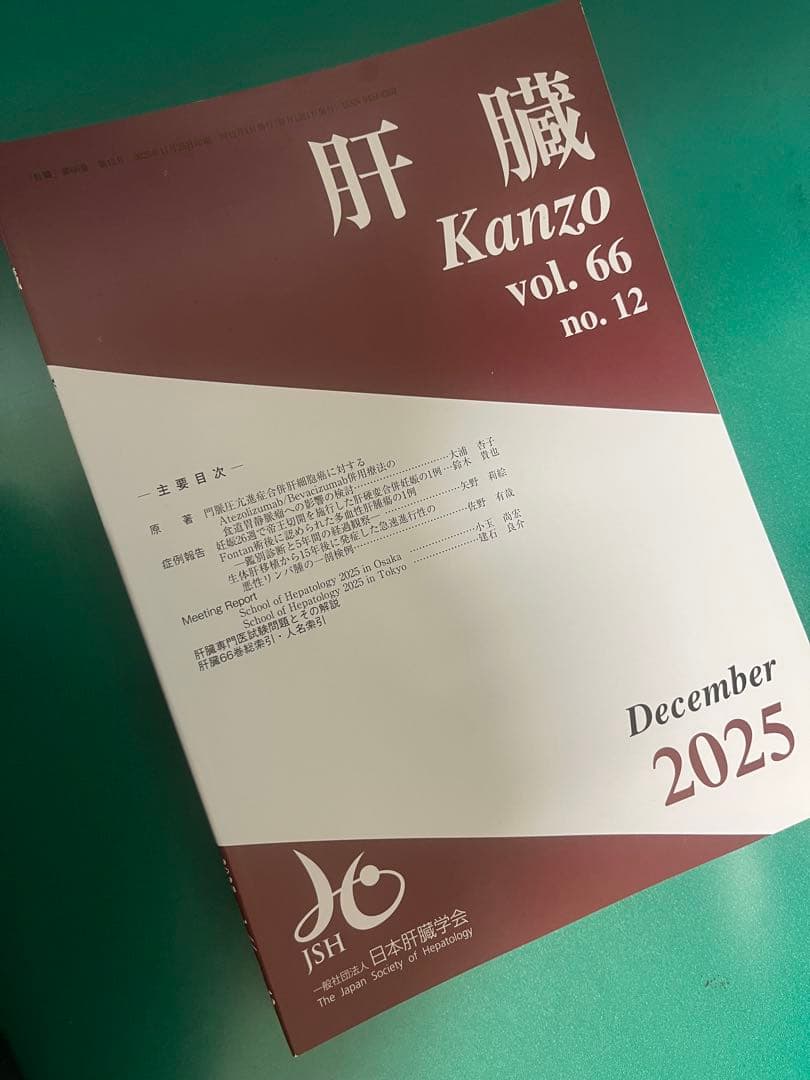 肝臓
Kanzo
vol. 66
no. 12
― 主 要 目 次 ―
原　著 門脈圧亢進症合併肝細胞癌に対する
Atezolizumab/Bevacizumab併用療法の
食道胃静脈瘤への影響の検討……大浦 杏子
症例報告 妊娠26週で帝王切開を施行した肝硬変合併妊娠の1例…鈴木 貴也
Fontan術後に認められた多血性肝腫瘍の1例
―鑑別診断と5年間の経過観察……矢野 莉絵
生体肝移植から15年後に発症した急速進行性の
悪性リンパ腫の一剖検例……佐野 有哉
Meeting Report
School of Hepatology 2025 in Osaka ……小玉 尚宏
School of Hepatology 2025 in Tokyo ……建石 良介
肝臓専門医試験問題とその解説
肝臓66巻総索引・人名索引
December
2025
JSH
一般社団法人 日本肝臓学会
The Japan Society of Hepatology